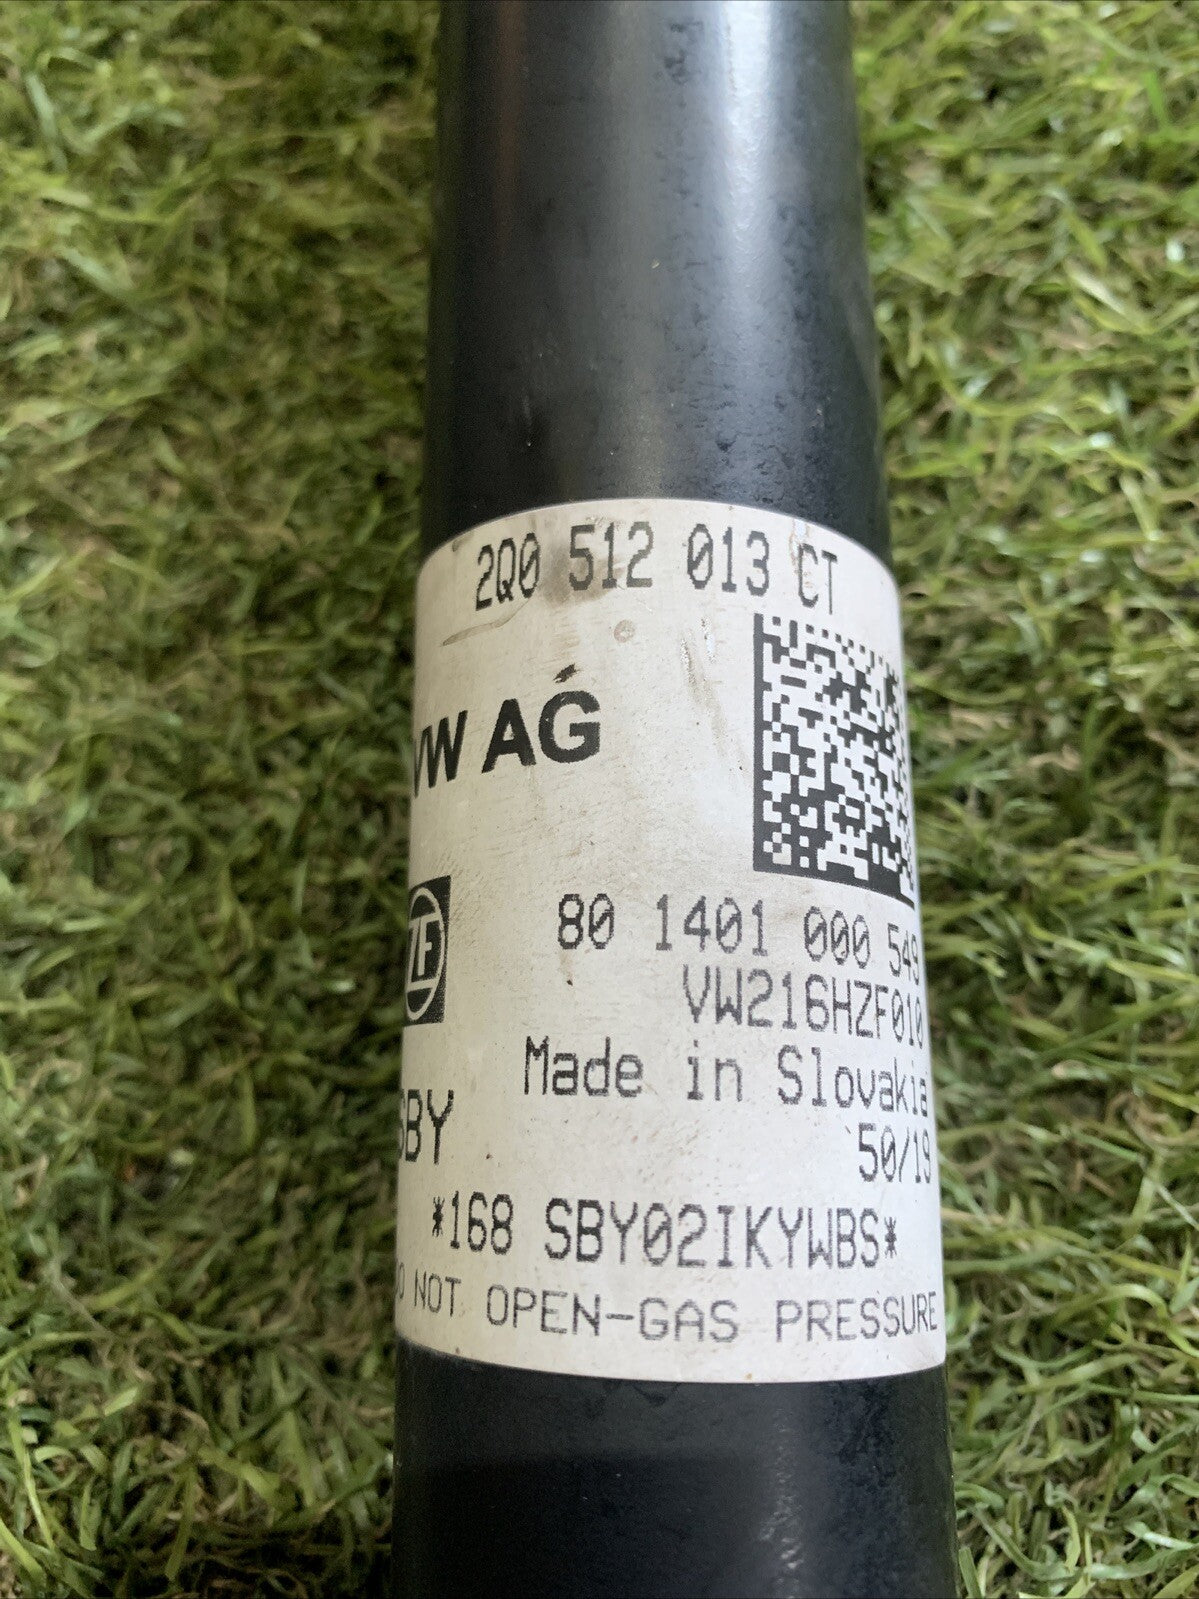 2Q0 512 013 CT
VW AG
ZF
80 1401 000 549
VW216HZF010
Made in Slovakia
SBY
50/19
*168 SBY02IKYWBS*
DO NOT OPEN-GAS PRESSURE